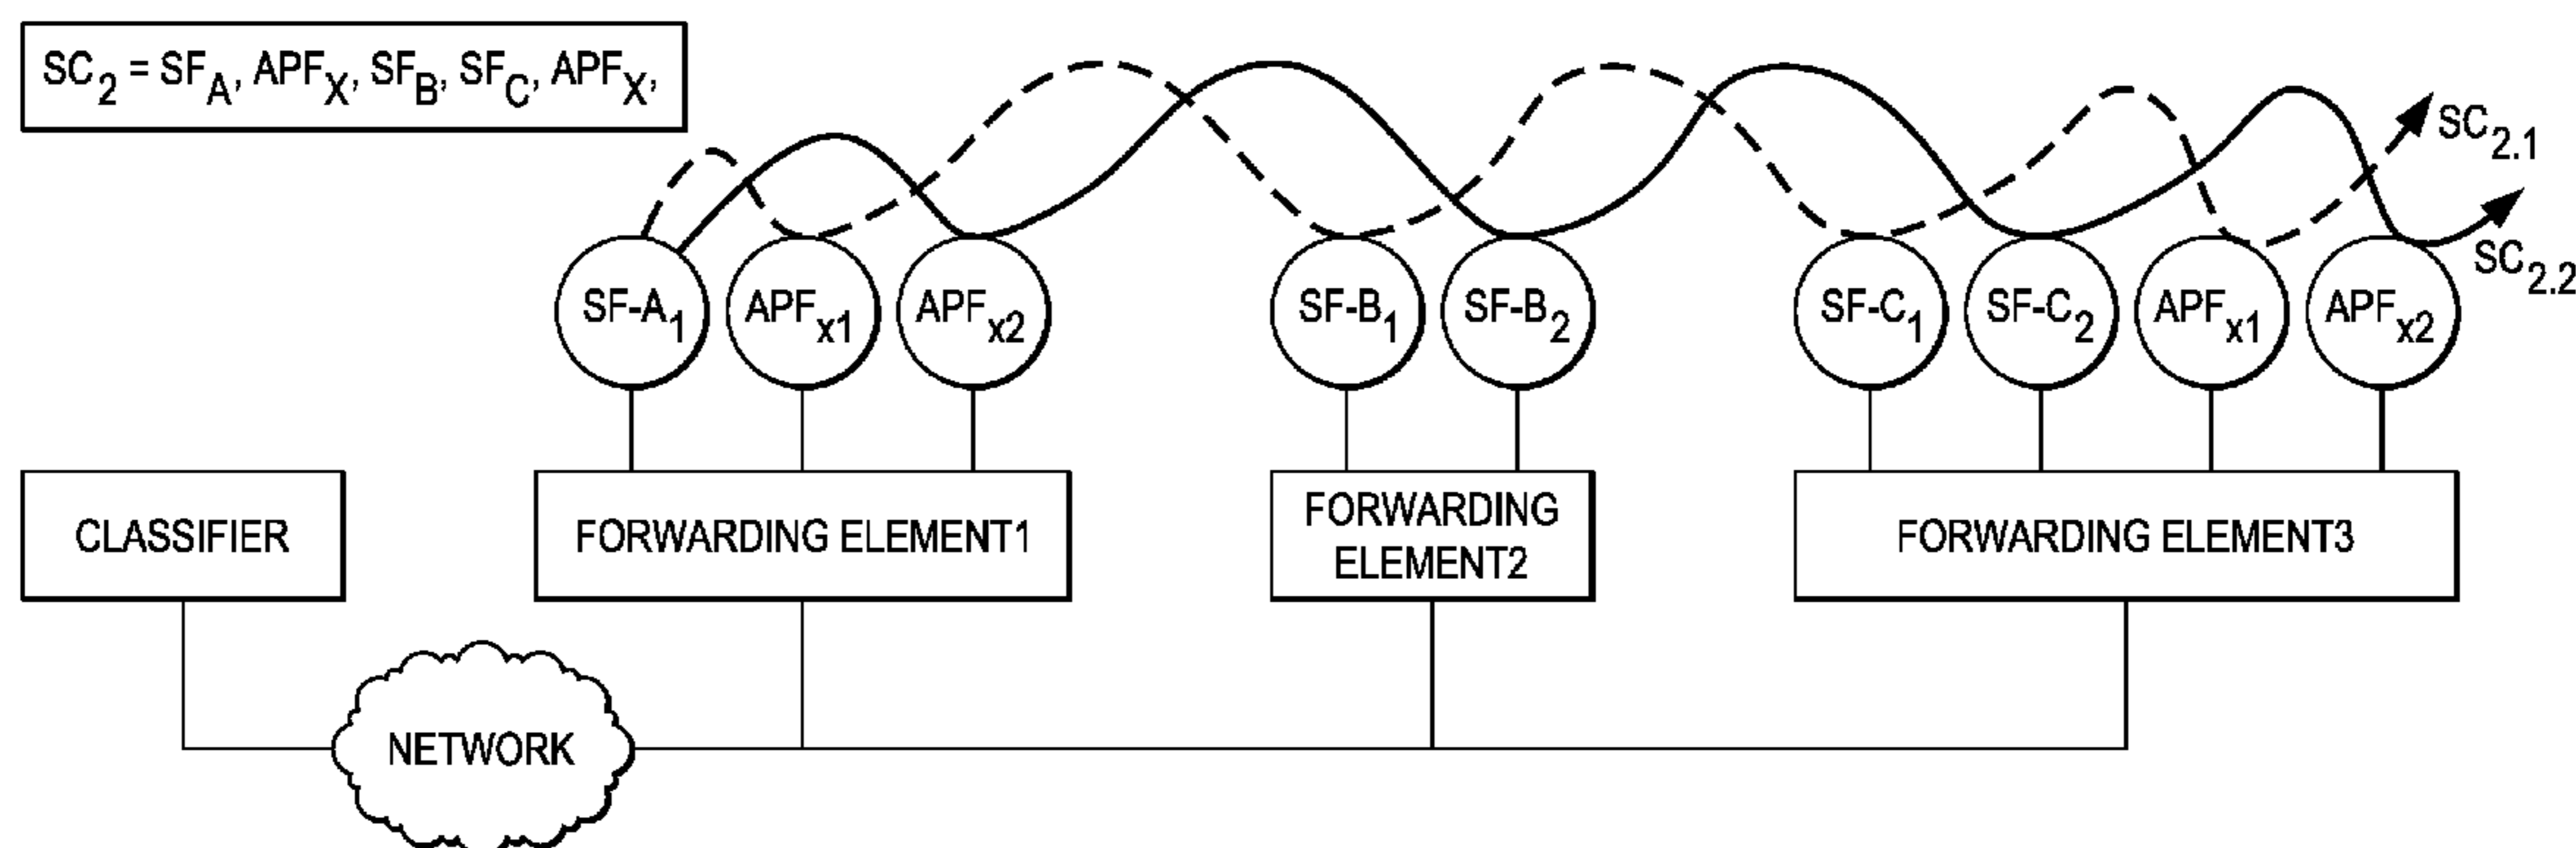 SC2 = SFA, APFX, SFB, SFC, APFX,
SC2.1
SC2.2
SF-A1
APFx1
APFx2
SF-B1
SF-B2
SF-C1
SF-C2
APFx1
APFx2
CLASSIFIER
FORWARDING ELEMENT1
FORWARDING
ELEMENT2
FORWARDING ELEMENT3
NETWORK